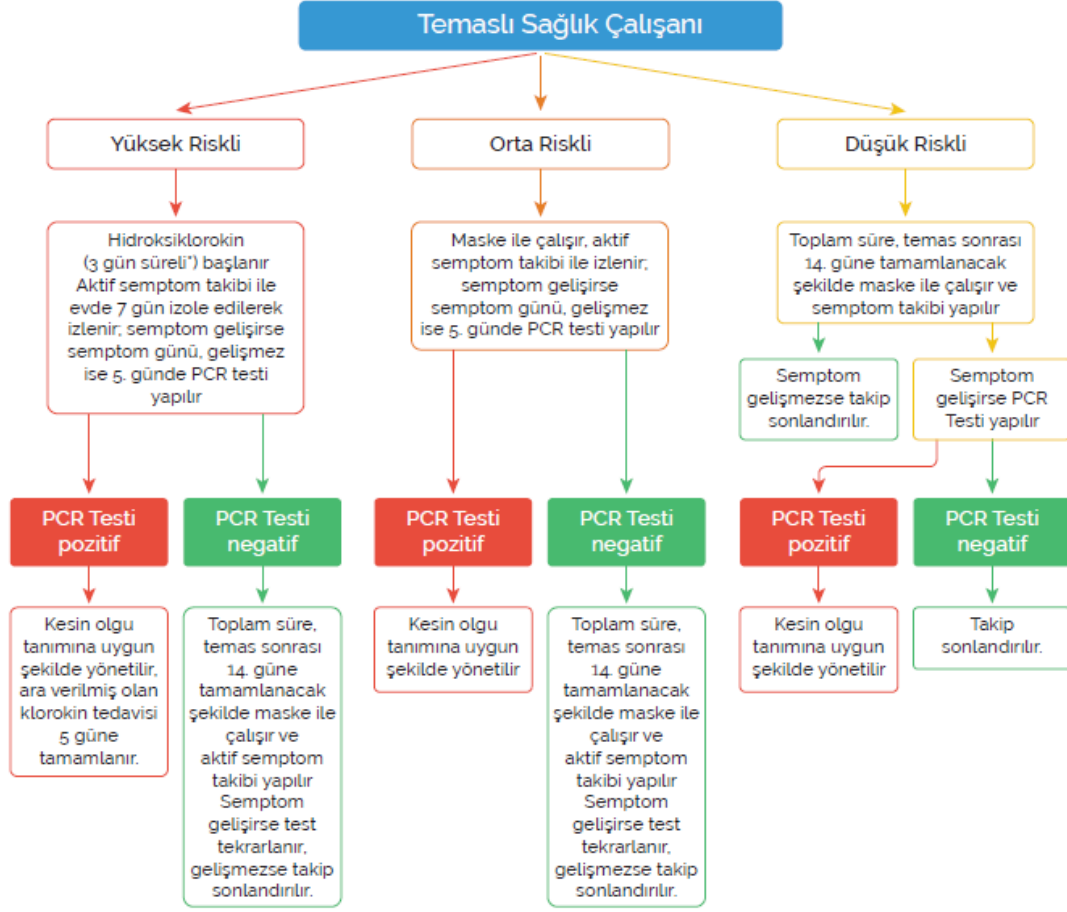 Temaslı Sağlık Çalışanı
Yüksek Riskli
Orta Riskli
Düşük Riskli
Hidroksiklorokin
(3 gün süreli*) başlanır
Aktif semptom takibi ile
evde 7 gün izole edilerek
izlenir; semptom gelişirse
semptom günü, gelişmez
ise 5. günde PCR testi
yapılır
Maske ile çalışır, aktif
semptom takibi ile izlenir;
semptom gelişirse
semptom günü, gelişmez
ise 5. günde PCR testi yapılır
Toplam süre, temas sonrası
14. güne tamamlanacak
şekilde maske ile çalışır ve
semptom takibi yapılır
Semptom
gelişmezse takip
sonlandırılır.
Semptom
gelişirse PCR
Testi yapılır
PCR Testi
pozitif
PCR Testi
negatif
PCR Testi
pozitif
PCR Testi
negatif
PCR Testi
pozitif
PCR Testi
negatif
Kesin olgu
tanımına uygun
şekilde yönetilir,
ara verilmiş olan
klorokin tedavisi
5 güne
tamamlanır.
Toplam süre,
temas sonrası
14. güne
tamamlanacak
şekilde maske ile
çalışır ve
aktif semptom
takibi yapılır
Semptom
gelişirse test
tekrarlanır,
gelişmezse takip
sonlandırılır.
Kesin olgu
tanımına uygun
şekilde yönetilir
Toplam süre,
temas sonrası
14. güne
tamamlanacak
şekilde maske ile
çalışır ve
aktif semptom
takibi yapılır
Semptom
gelişirse test
tekrarlanır,
gelişmezse takip
sonlandırılır.
Kesin olgu
tanımına uygun
şekilde yönetilir
Takip
sonlandırılır.